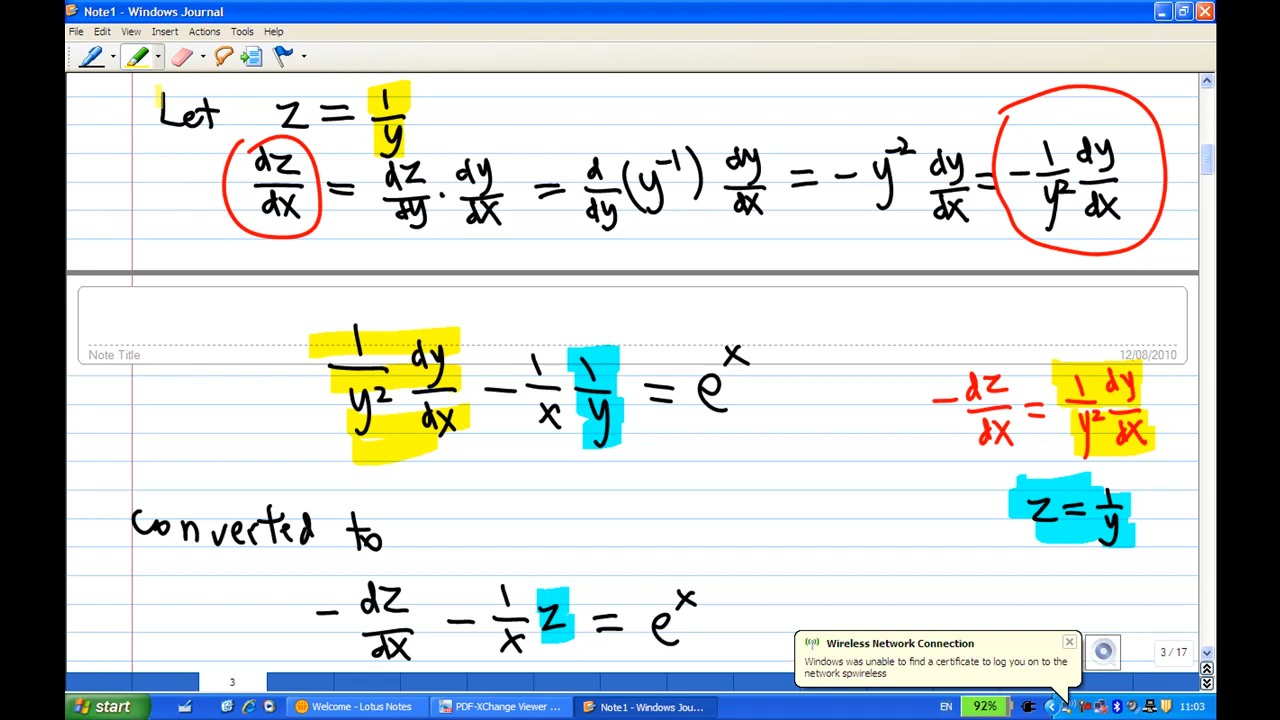 Note1 - Windows Journal
File Edit View Insert Actions Tools Help
Let z = 1/y
dz/dx = dz/dy · dy/dx = d/dy (y⁻¹) dy/dx = - y⁻² dy/dx = - 1/y² dy/dx
Note Title 12/08/2010
1/y² dy/dx - 1/x 1/y = eˣ
- dz/dx = 1/y² dy/dx
z = 1/y
converted to
- dz/dx - 1/x z = eˣ
Wireless Network Connection
Windows was unable to find a certificate to log you on to the
network spwireless
3 / 17
3
start Welcome - Lotus Notes PDF-XChange Viewer ... Note1 - Windows Jou... EN 92% 11:03